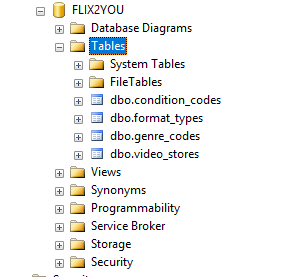 FLIX2YOU
Database Diagrams
Tables
System Tables
FileTables
dbo.condition_codes
dbo.format_types
dbo.genre_codes
dbo.video_stores
Views
Synonyms
Programmability
Service Broker
Storage
Security